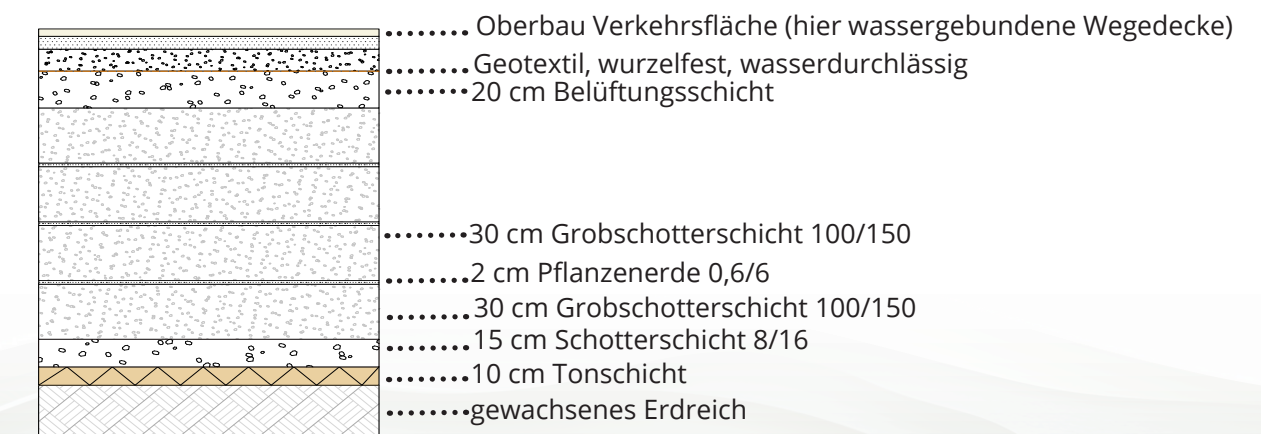 Oberbau Verkehrsfläche (hier wassergebundene Wegedecke)
Geotextil, wurzelfest, wasserdurchlässig
20 cm Belüftungsschicht
30 cm Grobschotterschicht 100/150
2 cm Pflanzenerde 0,6/6
30 cm Grobschotterschicht 100/150
15 cm Schotterschicht 8/16
10 cm Tonschicht
gewachsenes Erdreich